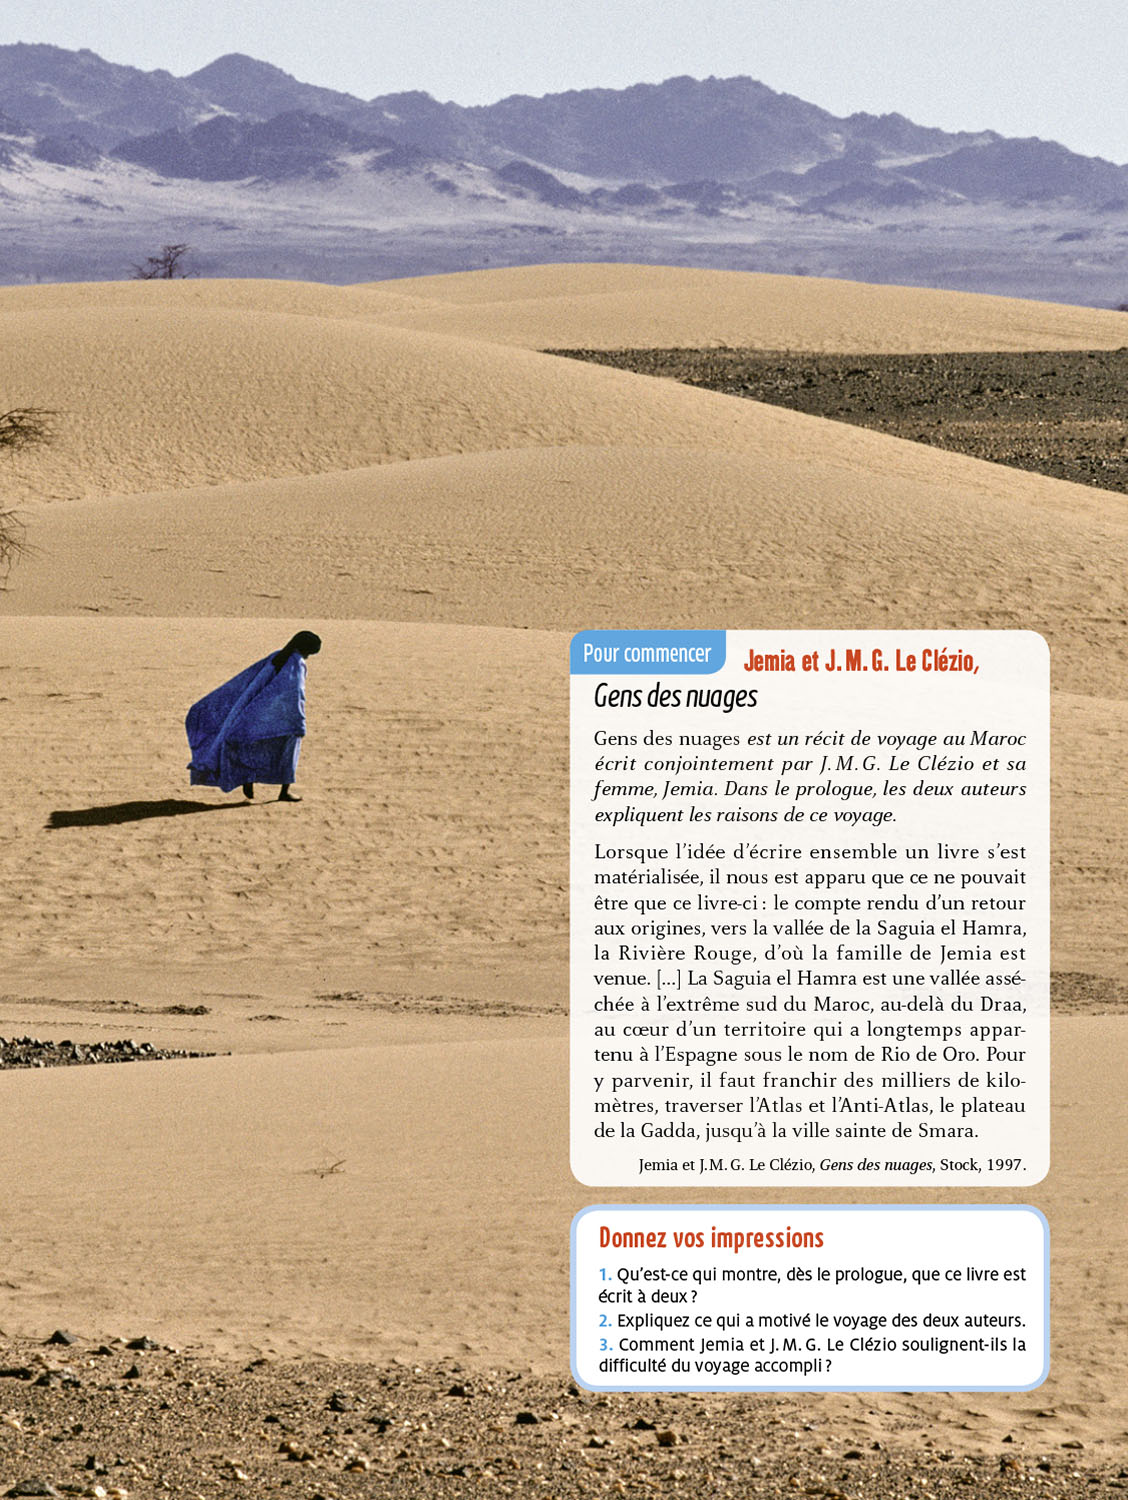 Pour commencer
Jemia et J. M. G. Le Clézio,
Gens des nuages
Gens des nuages est un récit de voyage au Maroc
écrit conjointement par J. M. G. Le Clézio et sa
femme, Jemia. Dans le prologue, les deux auteurs
expliquent les raisons de ce voyage.
Lorsque l’idée d’écrire ensemble un livre s’est
matérialisée, il nous est apparu que ce ne pouvait
être que ce livre-ci : le compte rendu d’un retour
aux origines, vers la vallée de la Saguia el Hamra,
la Rivière Rouge, d’où la famille de Jemia est
venue. [...] La Saguia el Hamra est une vallée assé-
chée à l’extrême sud du Maroc, au-delà du Draa,
au cœur d’un territoire qui a longtemps appar-
tenu à l’Espagne sous le nom de Rio de Oro. Pour
y parvenir, il faut franchir des milliers de kilo-
mètres, traverser l’Atlas et l’Anti-Atlas, le plateau
de la Gadda, jusqu’à la ville sainte de Smara.
Jemia et J. M. G. Le Clézio, Gens des nuages, Stock, 1997.
Donnez vos impressions
1. Qu’est-ce qui montre, dès le prologue, que ce livre est
écrit à deux ?
2. Expliquez ce qui a motivé le voyage des deux auteurs.
3. Comment Jemia et J. M. G. Le Clézio soulignent-ils la
difficulté du voyage accompli ?